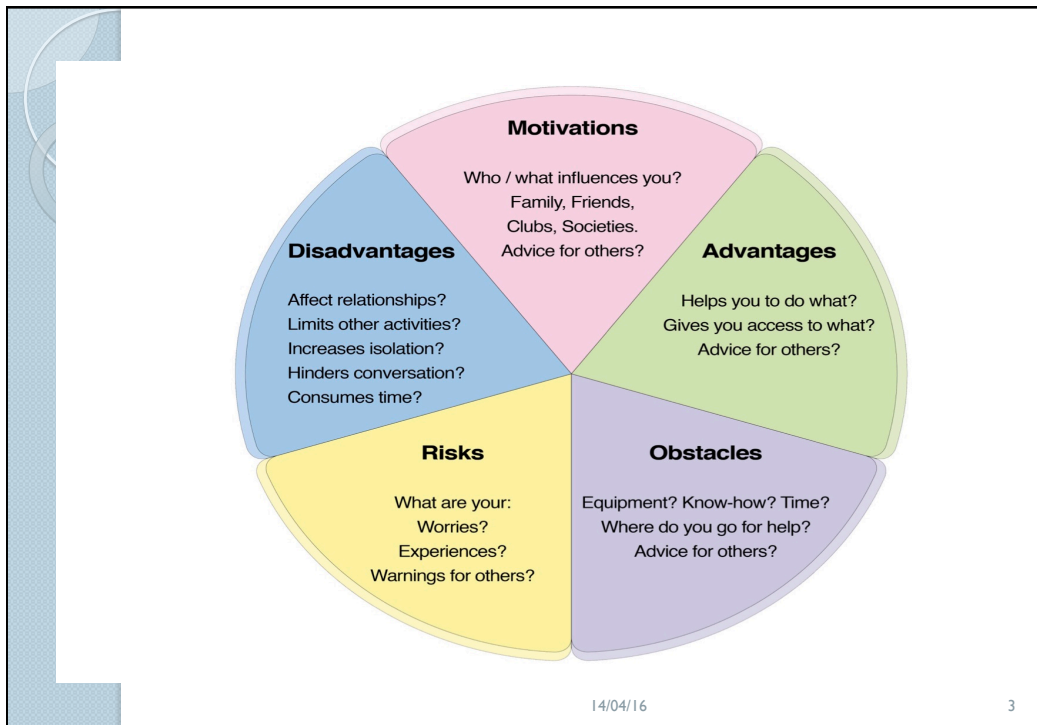 Motivations
Who / what influences you?
Family, Friends,
Clubs, Societies.
Advice for others?
Advantages
Helps you to do what?
Gives you access to what?
Advice for others?
Obstacles
Equipment? Know-how? Time?
Where do you go for help?
Advice for others?
Risks
What are your:
Worries?
Experiences?
Warnings for others?
Disadvantages
Affect relationships?
Limits other activities?
Increases isolation?
Hinders conversation?
Consumes time?
14/04/16
3